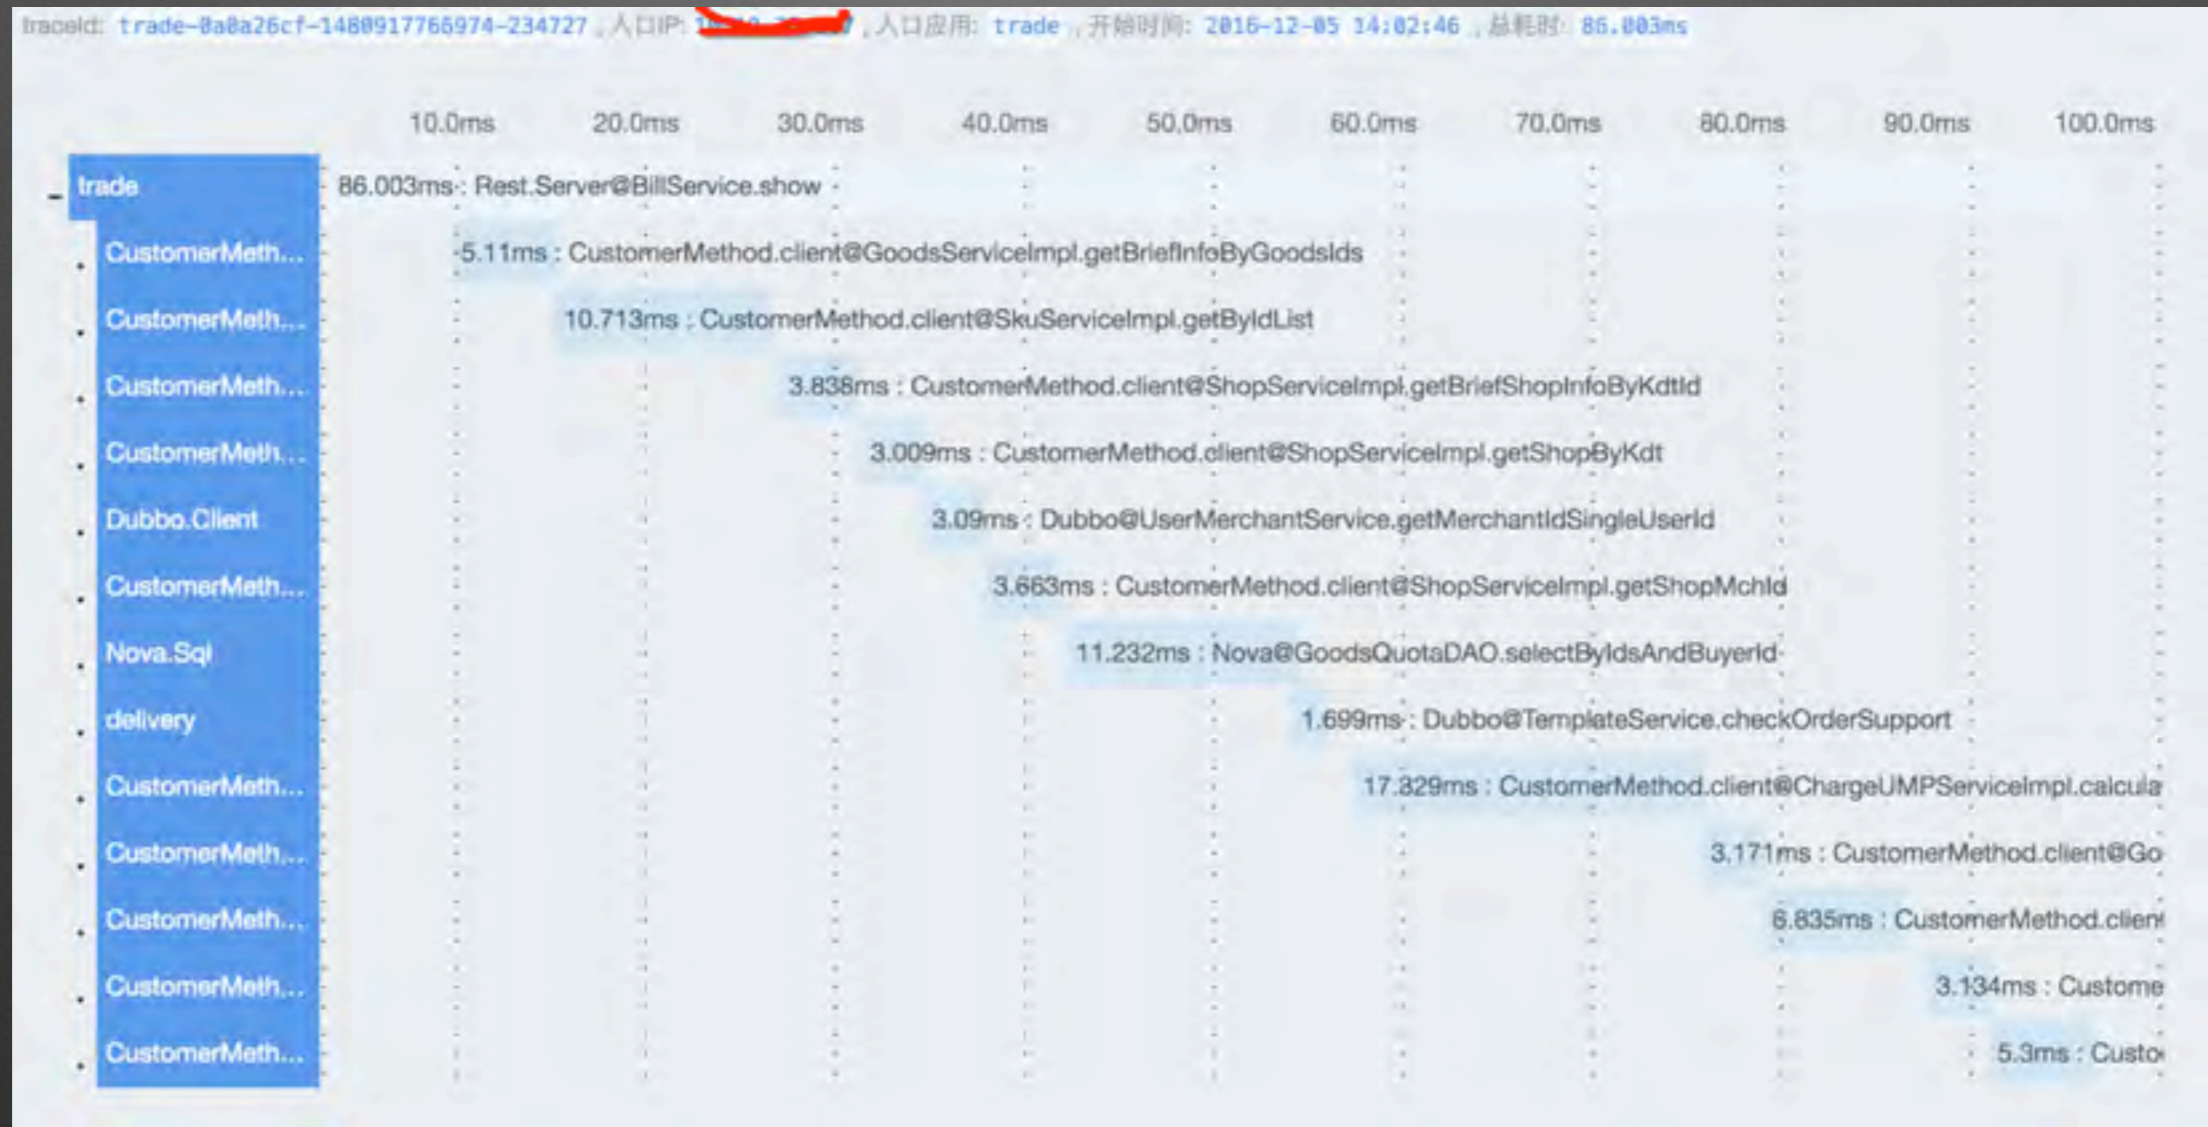 traceId: trade-0a0a26cf-1480917766974-234727 , 入口IP: , 入口应用: trade , 开始时间: 2016-12-05 14:02:46 , 总耗时: 86.003ms
10.0ms 20.0ms 30.0ms 40.0ms 50.0ms 60.0ms 70.0ms 80.0ms 90.0ms 100.0ms
trade 86.003ms : Rest.Server@BillService.show
CustomerMeth... 5.11ms : CustomerMethod.client@GoodsServiceImpl.getBriefInfoByGoodsIds
CustomerMeth... 10.713ms : CustomerMethod.client@SkuServiceImpl.getByIdList
CustomerMeth... 3.838ms : CustomerMethod.client@ShopServiceImpl.getBriefShopInfoByKdtId
CustomerMeth... 3.009ms : CustomerMethod.client@ShopServiceImpl.getShopByKdt
Dubbo.Client 3.09ms : Dubbo@UserMerchantService.getMerchantIdSingleUserId
CustomerMeth... 3.663ms : CustomerMethod.client@ShopServiceImpl.getShopMchId
Nova.Sql 11.232ms : Nova@GoodsQuotaDAO.selectByIdsAndBuyerId
delivery 1.699ms : Dubbo@TemplateService.checkOrderSupport
CustomerMeth... 17.329ms : CustomerMethod.client@ChargeUMPServiceImpl.calcula
CustomerMeth... 3.171ms : CustomerMethod.client@Go
CustomerMeth... 6.835ms : CustomerMethod.client
CustomerMeth... 3.134ms : Custome
CustomerMeth... 5.3ms : Custo